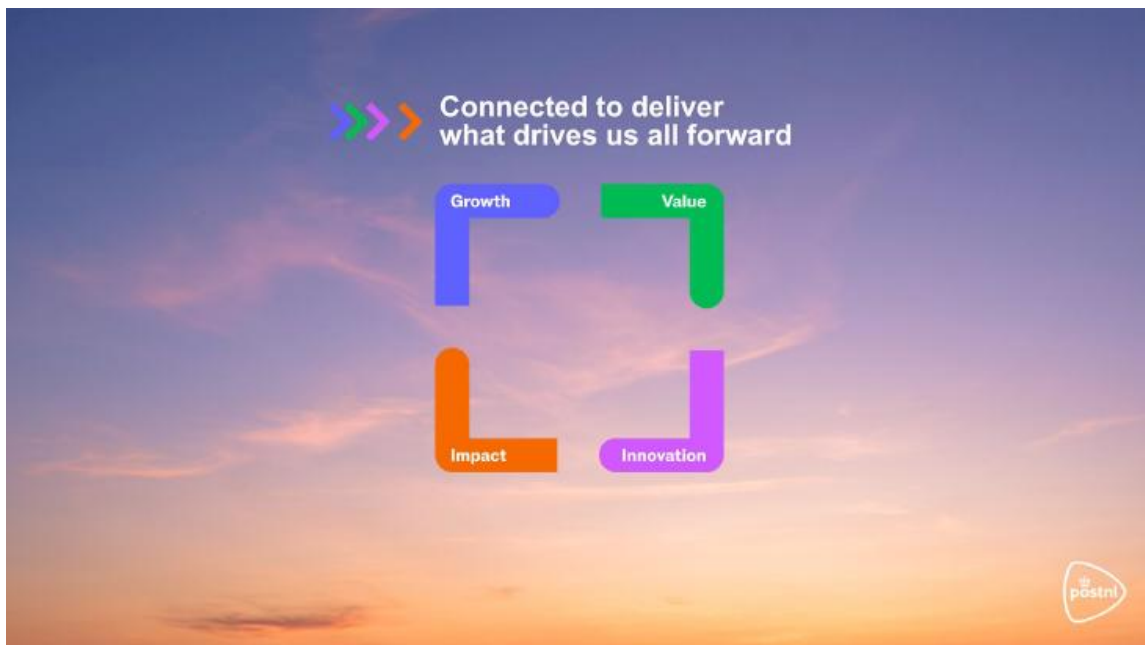 Connected to deliver
what drives us all forward
Growth
Value
Impact
Innovation
postnl